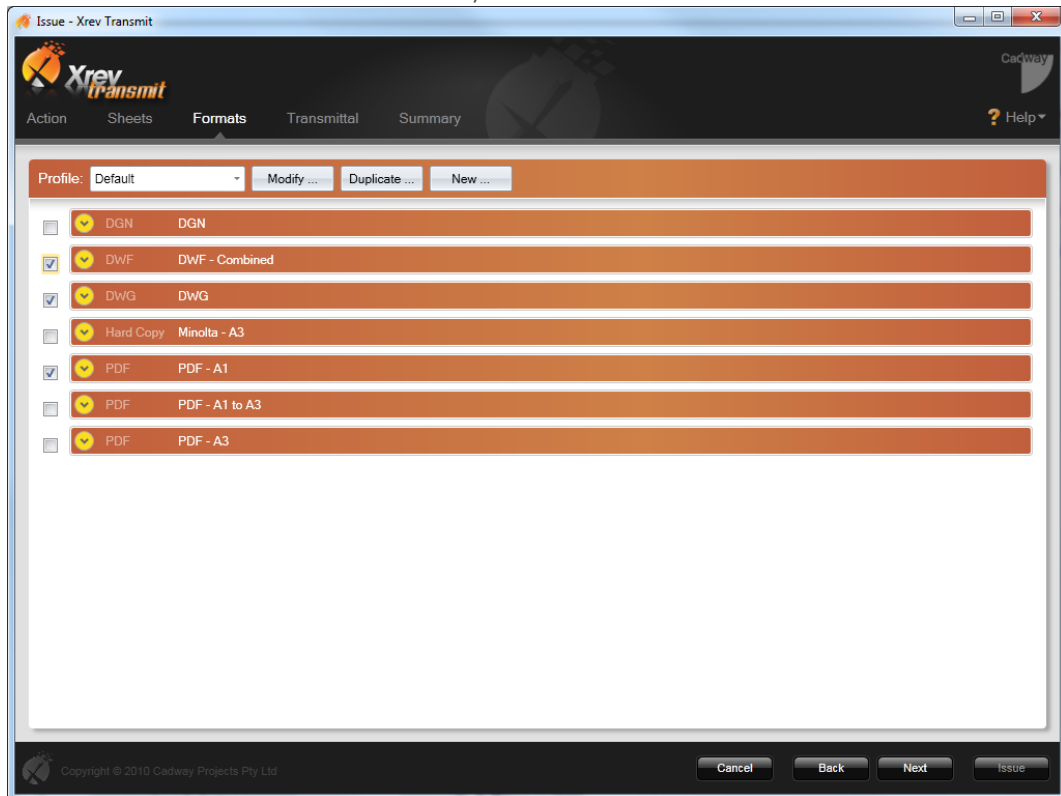 Issue - Xrev Transmit
Xrev
transmit
Cadway
Action Sheets Formats Transmittal Summary ? Help
Profile: Default Modify ... Duplicate ... New ...
DGN DGN
DWF DWF - Combined
DWG DWG
Hard Copy Minolta - A3
PDF PDF - A1
PDF PDF - A1 to A3
PDF PDF - A3
Copyright © 2010 Cadway Projects Pty Ltd Cancel Back Next Issue